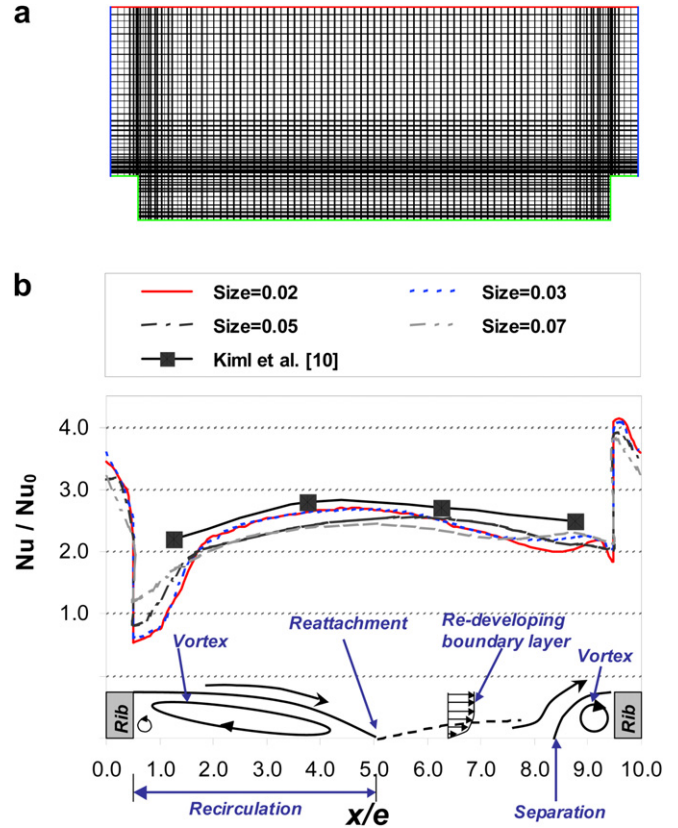 a
b
Size=0.02
Size=0.03
Size=0.05
Size=0.07
Kiml et al. [10]
Nu / Nu0
4.0
3.0
2.0
1.0
Vortex
Reattachment
Re-developing
boundary layer
Vortex
Rib
Rib
0.0 1.0 2.0 3.0 4.0 5.0 6.0 7.0 8.0 9.0 10.0
Recirculation
x/e
Separation